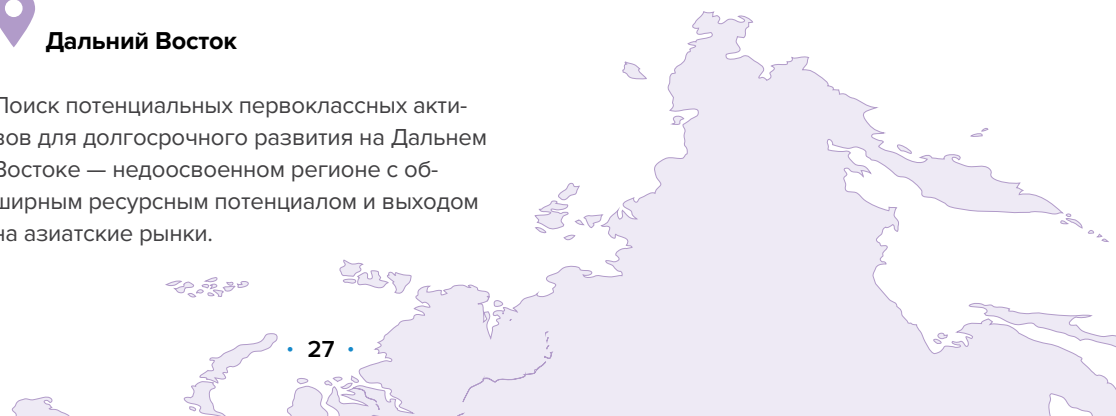 Дальний Восток
Поиск потенциальных первоклассных акти-
вов для долгосрочного развития на Дальнем
Востоке — недоосвоенном регионе с об-
ширным ресурсным потенциалом и выходом
на азиатские рынки.
• 27 •